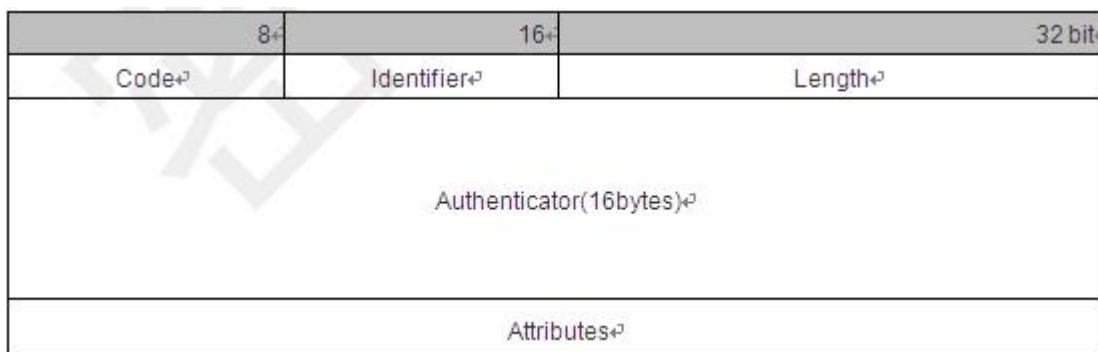 8 16 32 bit
Code Identifier Length
Authenticator(16bytes)
Attributes